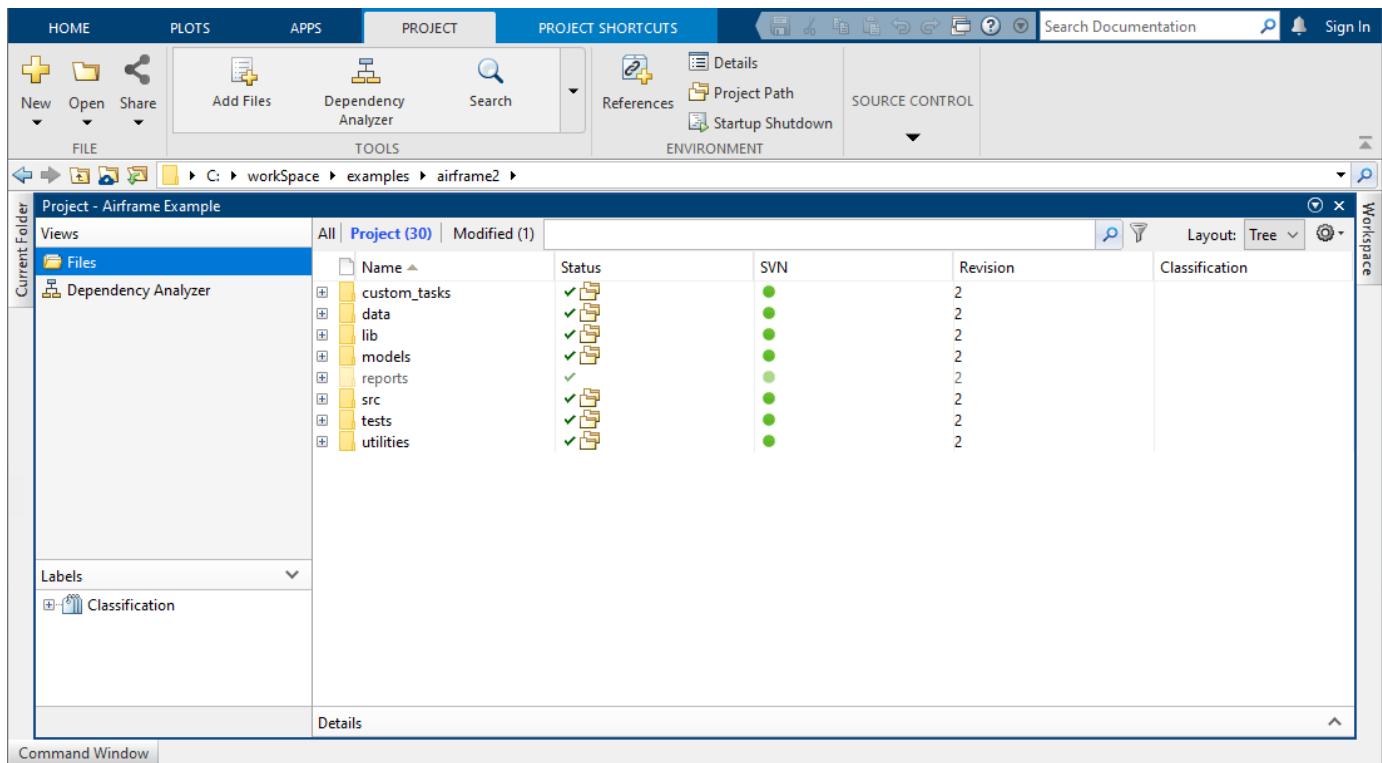 HOME PLOTS APPS PROJECT PROJECT SHORTCUTS Search Documentation Sign In
New Open Share Add Files Dependency Analyzer Search References Details Project Path Startup Shutdown SOURCE CONTROL
FILE TOOLS ENVIRONMENT
C: workSpace examples airframe2
Current Folder
Project - Airframe Example
Workspace
Views
All Project (30) Modified (1) Layout: Tree
Files
Dependency Analyzer
Name Status SVN Revision Classification
custom_tasks 2
data 2
lib 2
models 2
reports 2
src 2
tests 2
utilities 2
Labels
Classification
Details
Command Window